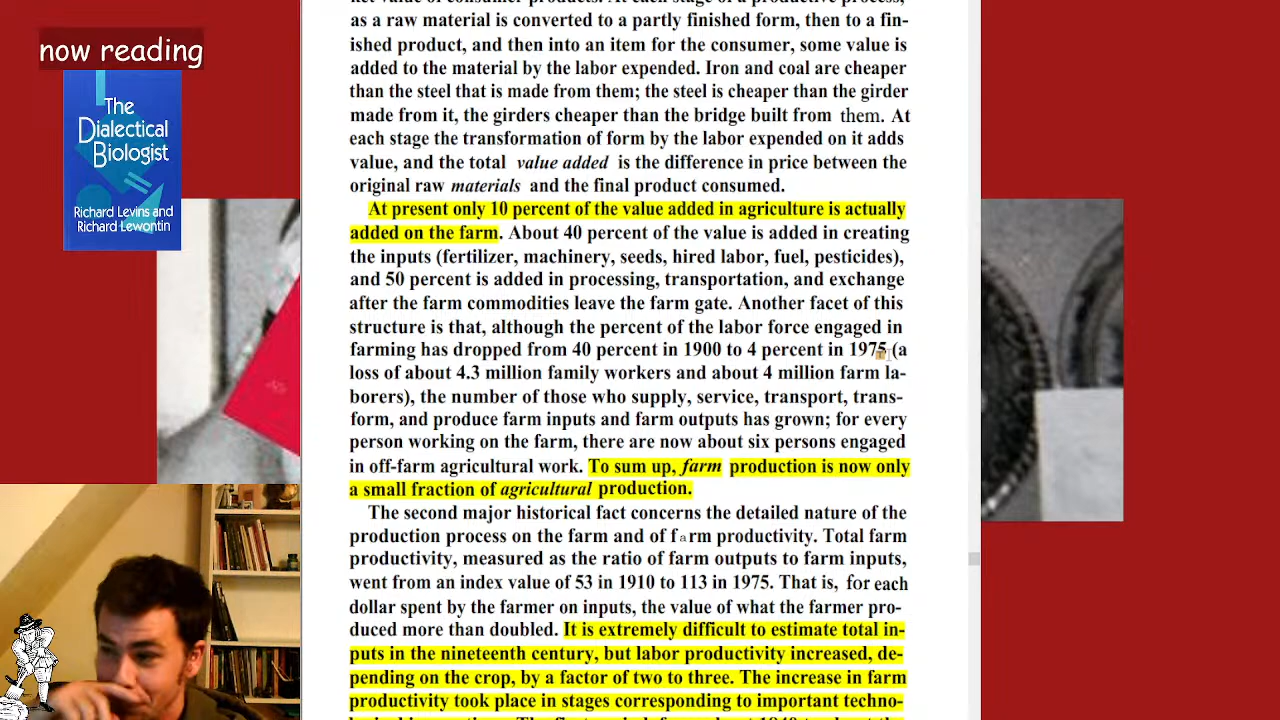 now reading
The
Dialectical
Biologist
Richard Levins and
Richard Lewontin
as a raw material is converted to a partly finished form, then to a fin-
ished product, and then into an item for the consumer, some value is
added to the material by the labor expended. Iron and coal are cheaper
than the steel that is made from them; the steel is cheaper than the girder
made from it, the girders cheaper than the bridge built from them. At
each stage the transformation of form by the labor expended on it adds
value, and the total value added is the difference in price between the
original raw materials and the final product consumed.
At present only 10 percent of the value added in agriculture is actually
added on the farm. About 40 percent of the value is added in creating
the inputs (fertilizer, machinery, seeds, hired labor, fuel, pesticides),
and 50 percent is added in processing, transportation, and exchange
after the farm commodities leave the farm gate. Another facet of this
structure is that, although the percent of the labor force engaged in
farming has dropped from 40 percent in 1900 to 4 percent in 1975 (a
loss of about 4.3 million family workers and about 4 million farm la-
borers), the number of those who supply, service, transport, trans-
form, and produce farm inputs and farm outputs has grown; for every
person working on the farm, there are now about six persons engaged
in off-farm agricultural work. To sum up, farm production is now only
a small fraction of agricultural production.
The second major historical fact concerns the detailed nature of the
production process on the farm and of farm productivity. Total farm
productivity, measured as the ratio of farm outputs to farm inputs,
went from an index value of 53 in 1910 to 113 in 1975. That is, for each
dollar spent by the farmer on inputs, the value of what the farmer pro-
duced more than doubled. It is extremely difficult to estimate total in-
puts in the nineteenth century, but labor productivity increased, de-
pending on the crop, by a factor of two to three. The increase in farm
productivity took place in stages corresponding to important techno-